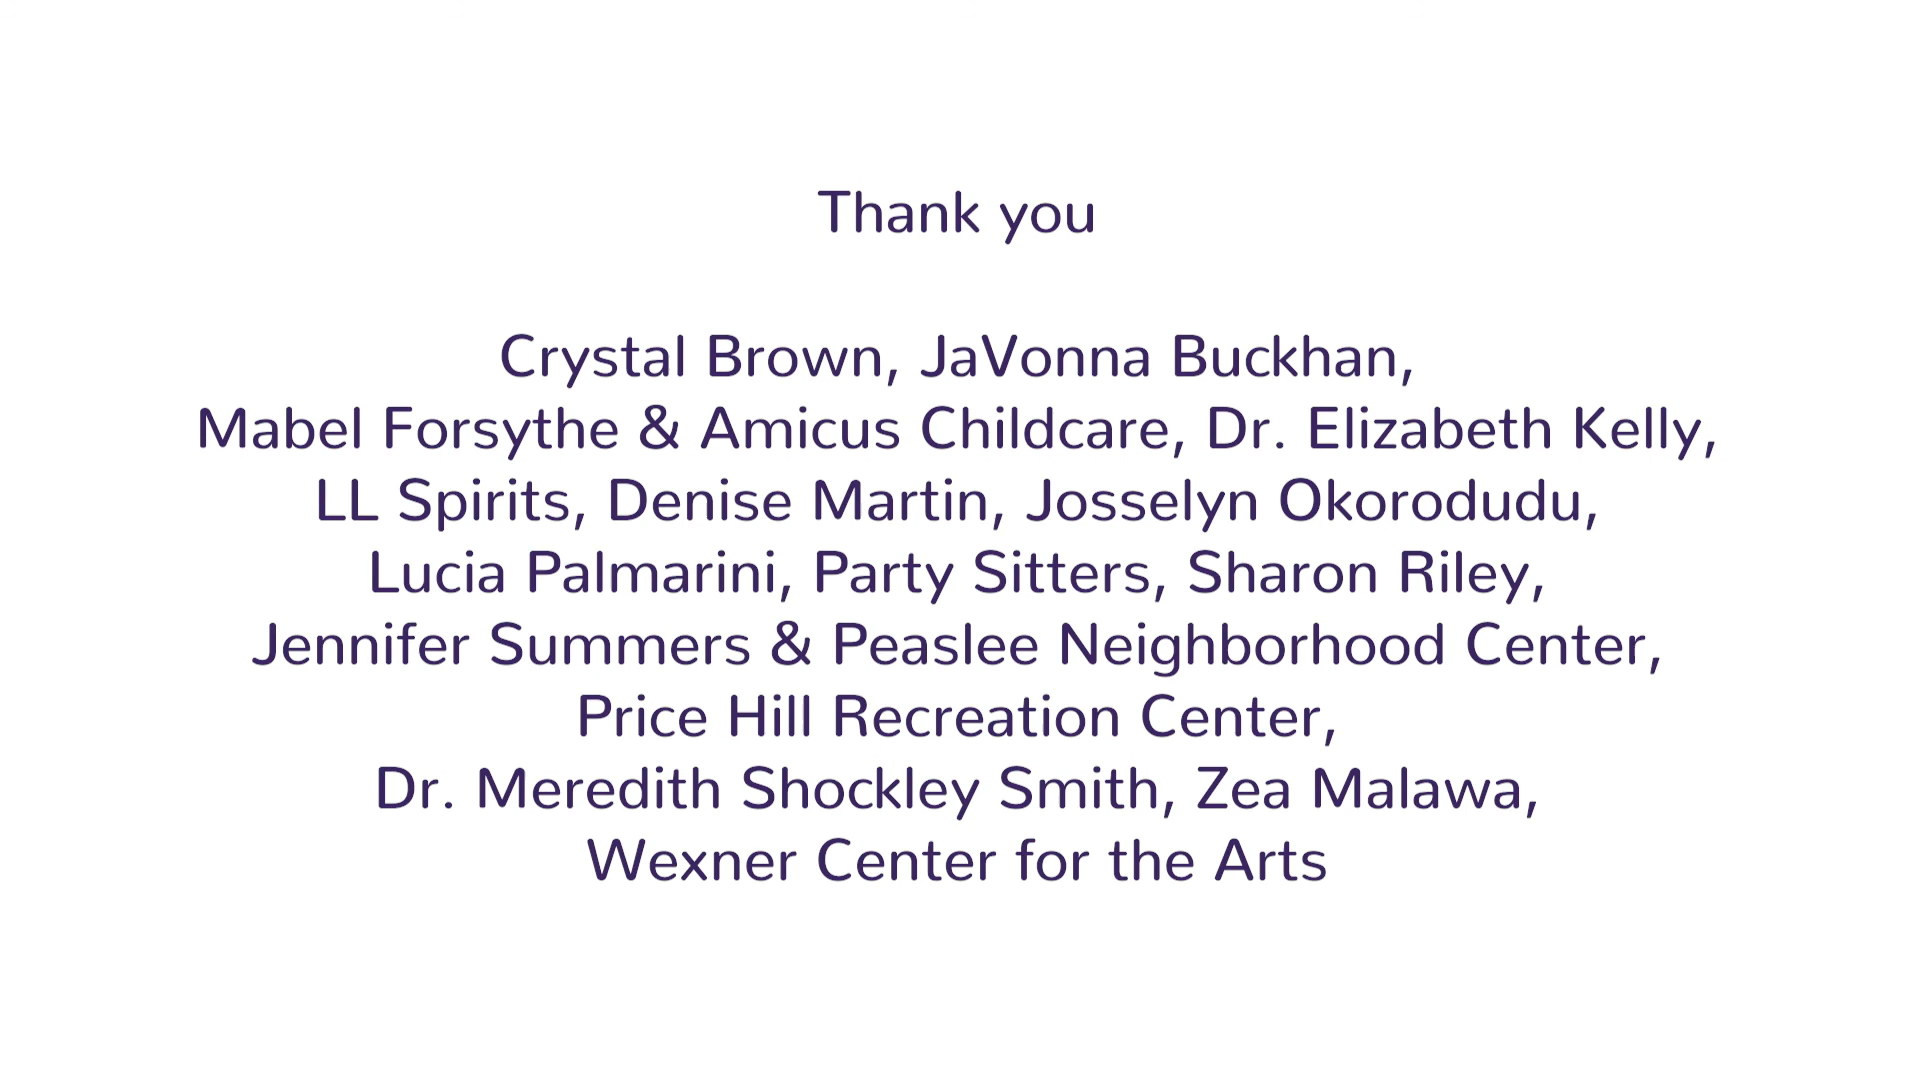 Thank you
Crystal Brown, JaVonna Buckhan,
Mabel Forsythe & Amicus Childcare, Dr. Elizabeth Kelly,
LL Spirits, Denise Martin, Josselyn Okorodudu,
Lucia Palmarini, Party Sitters, Sharon Riley,
Jennifer Summers & Peaslee Neighborhood Center,
Price Hill Recreation Center,
Dr. Meredith Shockley Smith, Zea Malawa,
Wexner Center for the Arts